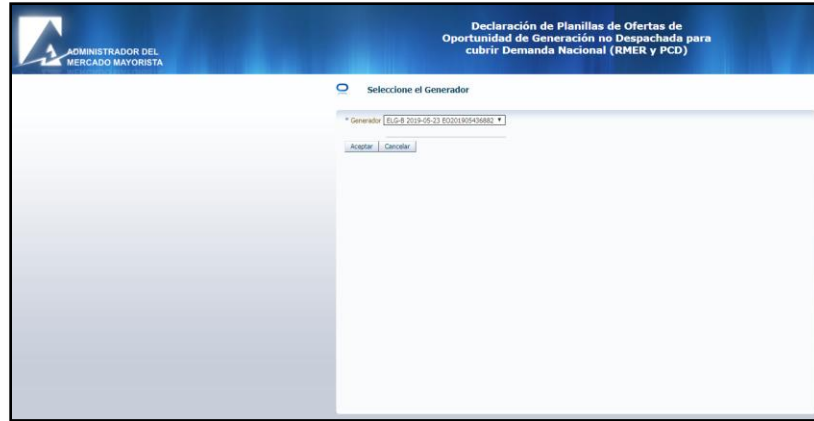 ADMINISTRADOR DEL
MERCADO MAYORISTA
Declaración de Planillas de Ofertas de
Oportunidad de Generación no Despachada para
cubrir Demanda Nacional (RMER y PCD)
Seleccione el Generador
* Generador ELG-B 2019-05-23 EO201905436882
Aceptar Cancelar